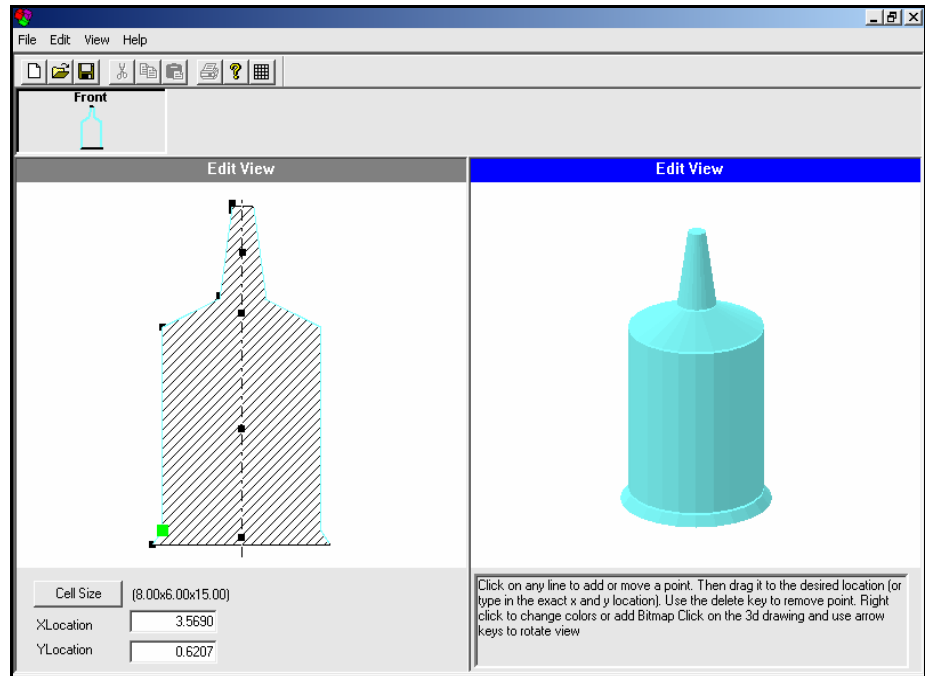 File Edit View Help
Front
Edit View
Edit View
Cell Size (8.00x6.00x15.00)
XLocation 3.5690
YLocation 0.6207
Click on any line to add or move a point. Then drag it to the desired location (or
type in the exact x and y location). Use the delete key to remove point. Right
click to change colors or add Bitmap Click on the 3d drawing and use arrow
keys to rotate view